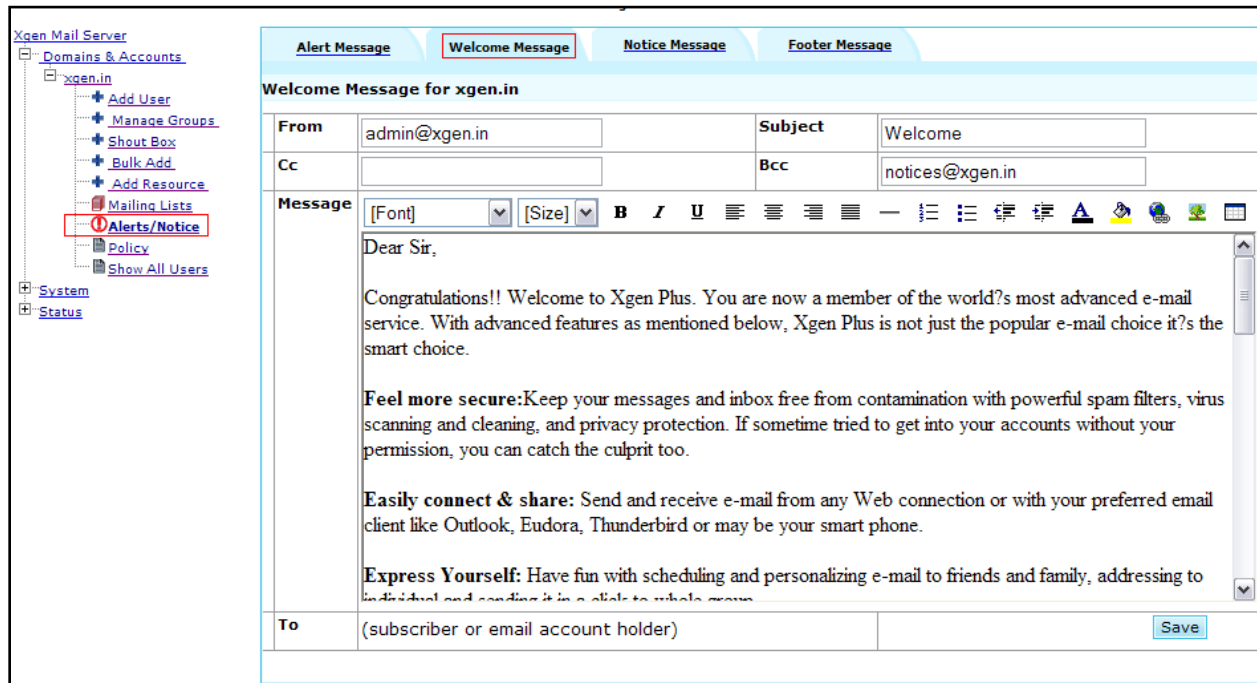 Xgen Mail Server
Domains & Accounts
xgen.in
Add User
Manage Groups
Shout Box
Bulk Add
Add Resource
Mailing Lists
Alerts/Notice
Policy
Show All Users
System
Status
Alert Message Welcome Message Notice Message Footer Message
Welcome Message for xgen.in
From admin@xgen.in Subject Welcome
Cc Bcc notices@xgen.in
Message [Font] [Size] B I U A
Dear Sir,
Congratulations!! Welcome to Xgen Plus. You are now a member of the world?s most advanced e-mail
service. With advanced features as mentioned below, Xgen Plus is not just the popular e-mail choice it?s the
smart choice.
Feel more secure:Keep your messages and inbox free from contamination with powerful spam filters, virus
scanning and cleaning, and privacy protection. If sometime tried to get into your accounts without your
permission, you can catch the culprit too.
Easily connect & share: Send and receive e-mail from any Web connection or with your preferred email
client like Outlook, Eudora, Thunderbird or may be your smart phone.
Express Yourself: Have fun with scheduling and personalizing e-mail to friends and family, addressing to
individual and sending it in a click to whole group
To (subscriber or email account holder) Save